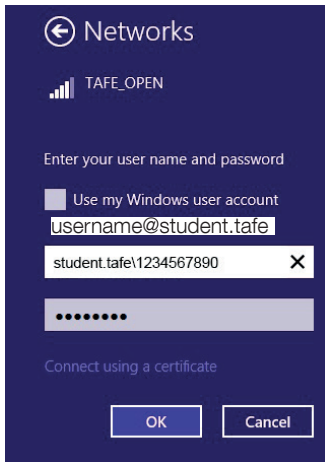 Networks
TAFE_OPEN
Enter your user name and password
Use my Windows user account
username@student.tafe
student.tafe\1234567890
••••••••
Connect using a certificate
OK
Cancel